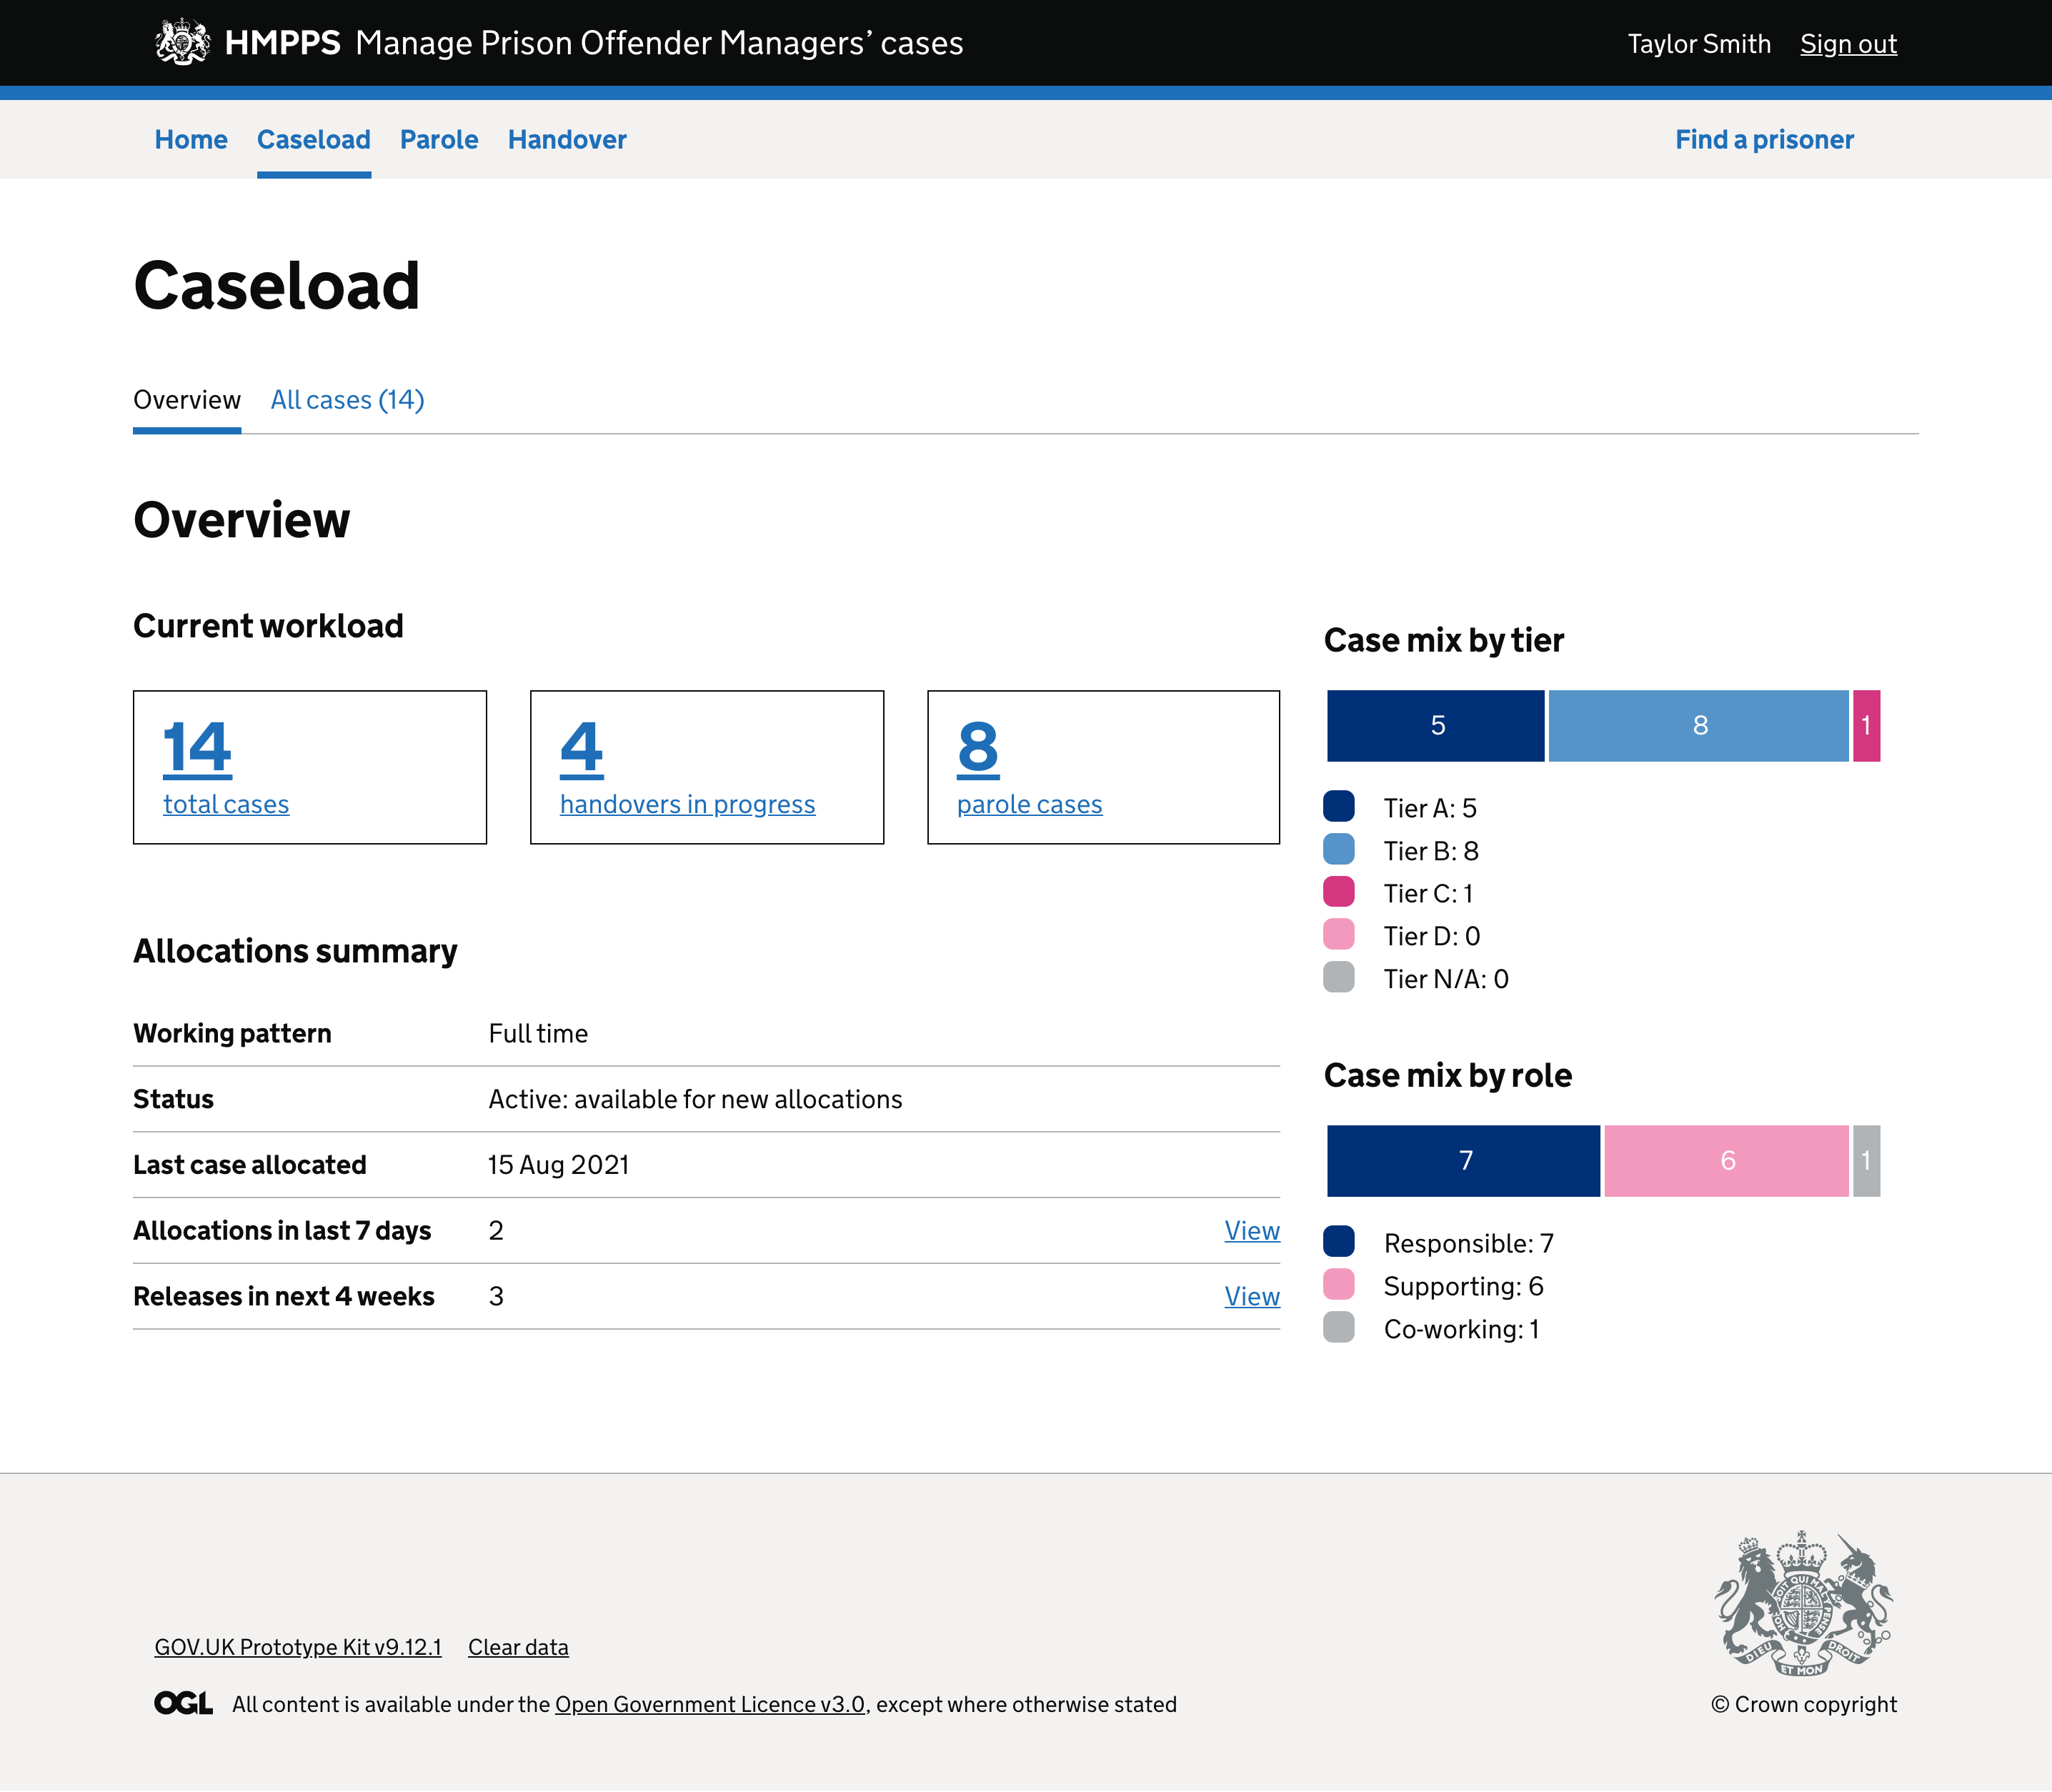 HMPPS Manage Prison Offender Managers’ cases
Taylor Smith Sign out
Home Caseload Parole Handover
Find a prisoner
Caseload
Overview All cases (14)
Overview
Current workload
14
total cases
4
handovers in progress
8
parole cases
Allocations summary
Working pattern Full time
Status Active: available for new allocations
Last case allocated 15 Aug 2021
Allocations in last 7 days 2 View
Releases in next 4 weeks 3 View
Case mix by tier
5 8 1
Tier A: 5
Tier B: 8
Tier C: 1
Tier D: 0
Tier N/A: 0
Case mix by role
7 6 1
Responsible: 7
Supporting: 6
Co-working: 1
GOV.UK Prototype Kit v9.12.1 Clear data
OGL All content is available under the Open Government Licence v3.0, except where otherwise stated
DIEU ET MON DROIT
© Crown copyright